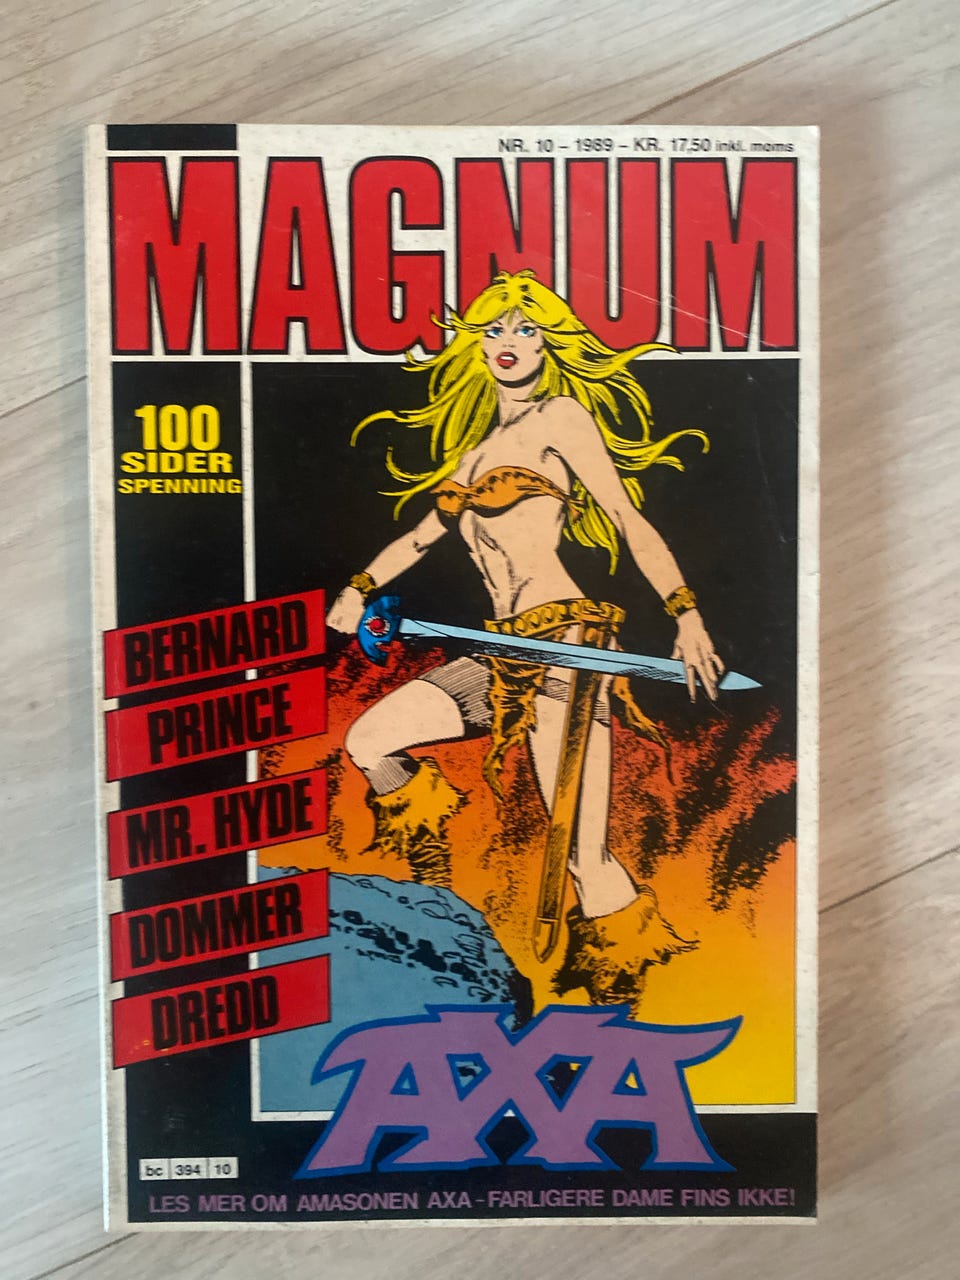 NR. 10 – 1989 – KR. 17,50 inkl. moms
MAGNUM
100
SIDER
SPENNING
BERNARD
PRINCE
MR. HYDE
DOMMER
DREDD
AXA
bc 394 10
LES MER OM AMASONEN AXA – FARLIGERE DAME FINS IKKE!